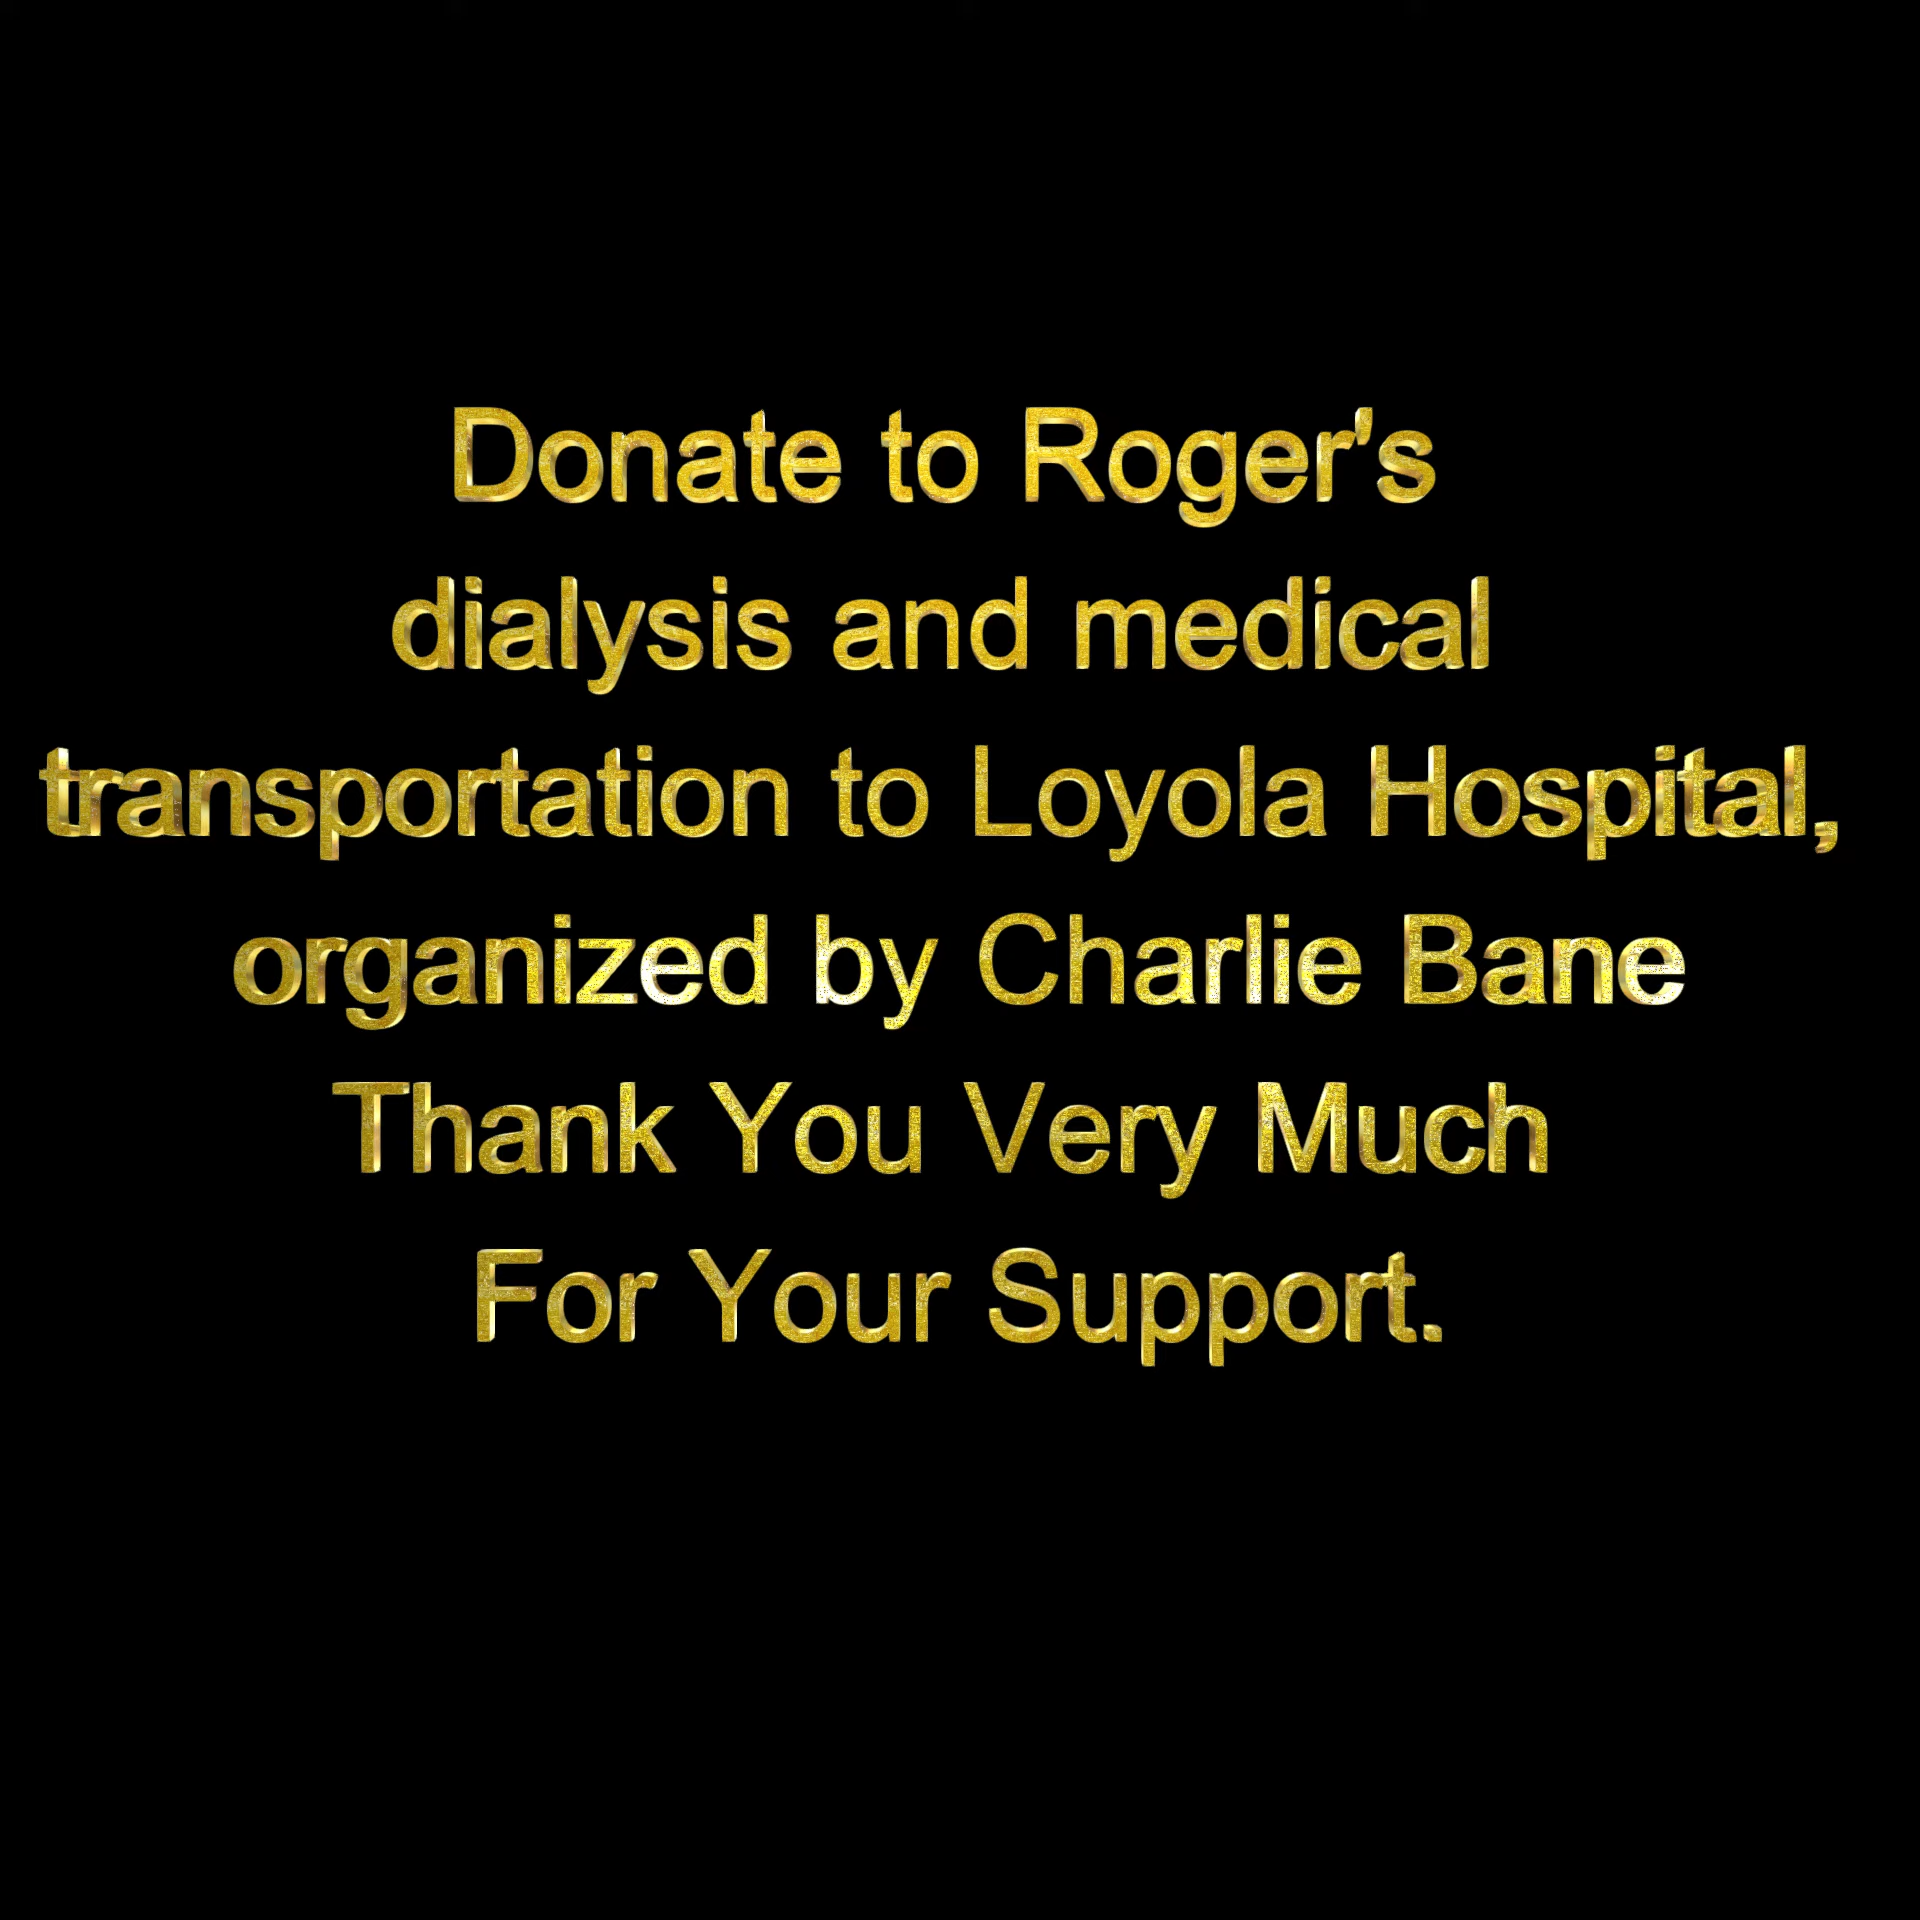 Donate to Roger's
dialysis and medical
transportation to Loyola Hospital,
organized by Charlie Bane
Thank You Very Much
For Your Support.